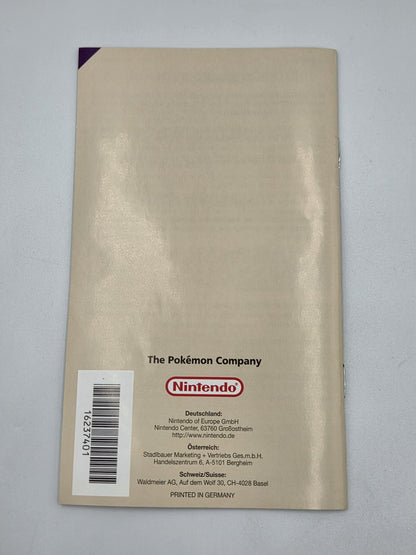 The Pokémon Company
Nintendo®
Deutschland:
Nintendo of Europe GmbH
Nintendo Center, 63760 Großostheim
http://www.nintendo.de
Österreich:
Stadlbauer Marketing + Vertriebs Ges.m.b.H.
Handelszentrum 6, A-5101 Bergheim
Schweiz/Suisse:
Waldmeier AG, Auf dem Wolf 30, CH-4028 Basel
PRINTED IN GERMANY
16237401